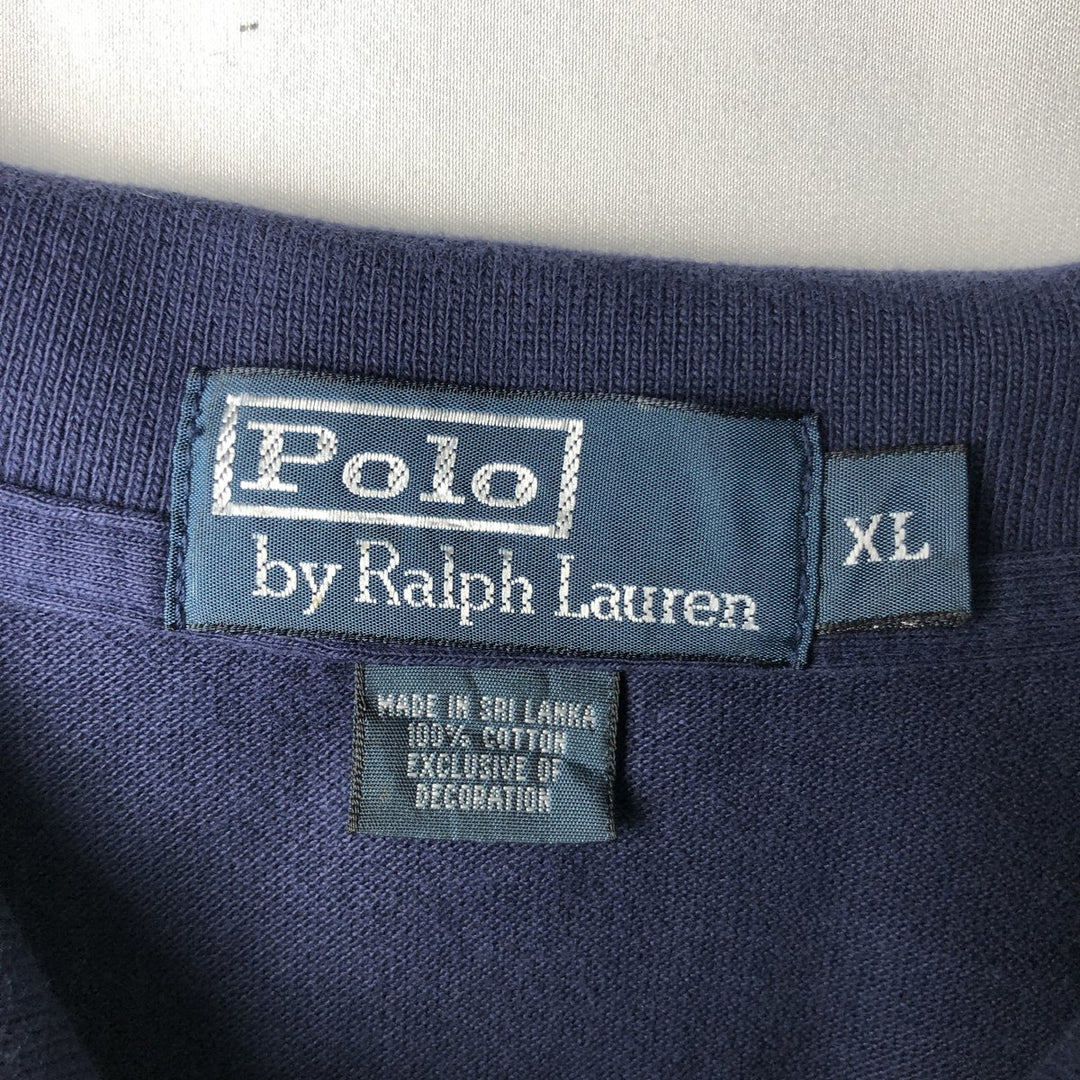 Polo
by Ralph Lauren
XL
MADE IN SRI LANKA
100% COTTON
EXCLUSIVE OF
DECORATION